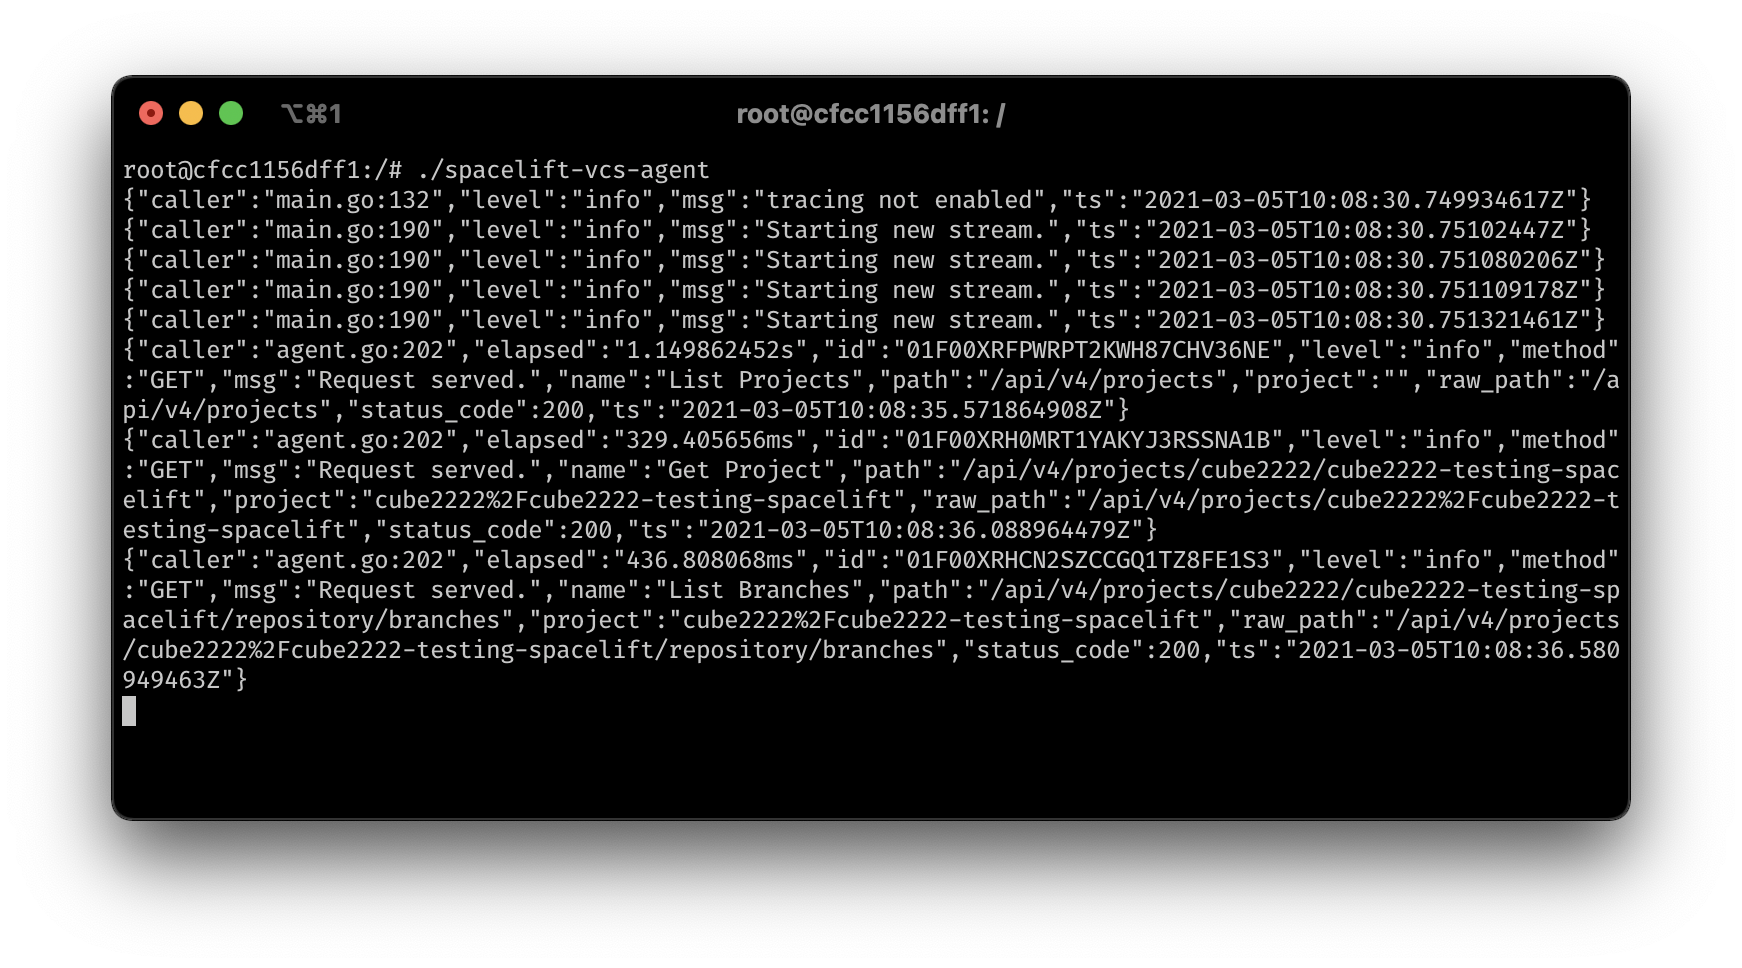 ⌥⌘1
root@cfcc1156dff1: /
root@cfcc1156dff1:/# ./spacelift-vcs-agent
{"caller":"main.go:132","level":"info","msg":"tracing not enabled","ts":"2021-03-05T10:08:30.749934617Z"}
{"caller":"main.go:190","level":"info","msg":"Starting new stream.","ts":"2021-03-05T10:08:30.75102447Z"}
{"caller":"main.go:190","level":"info","msg":"Starting new stream.","ts":"2021-03-05T10:08:30.751080206Z"}
{"caller":"main.go:190","level":"info","msg":"Starting new stream.","ts":"2021-03-05T10:08:30.751109178Z"}
{"caller":"main.go:190","level":"info","msg":"Starting new stream.","ts":"2021-03-05T10:08:30.751321461Z"}
{"caller":"agent.go:202","elapsed":"1.149862452s","id":"01F00XRFPWRPT2KWH87CHV36NE","level":"info","method"
:"GET","msg":"Request served.","name":"List Projects","path":"/api/v4/projects","project":"","raw_path":"/a
pi/v4/projects","status_code":200,"ts":"2021-03-05T10:08:35.571864908Z"}
{"caller":"agent.go:202","elapsed":"329.405656ms","id":"01F00XRH0MRT1YAKYJ3RSSNA1B","level":"info","method"
:"GET","msg":"Request served.","name":"Get Project","path":"/api/v4/projects/cube2222/cube2222-testing-spac
elift","project":"cube2222%2Fcube2222-testing-spacelift","raw_path":"/api/v4/projects/cube2222%2Fcube2222-t
esting-spacelift","status_code":200,"ts":"2021-03-05T10:08:36.088964479Z"}
{"caller":"agent.go:202","elapsed":"436.808068ms","id":"01F00XRHCN2SZCCGQ1TZ8FE1S3","level":"info","method"
:"GET","msg":"Request served.","name":"List Branches","path":"/api/v4/projects/cube2222/cube2222-testing-sp
acelift/repository/branches","project":"cube2222%2Fcube2222-testing-spacelift","raw_path":"/api/v4/projects
/cube2222%2Fcube2222-testing-spacelift/repository/branches","status_code":200,"ts":"2021-03-05T10:08:36.580
949463Z"}